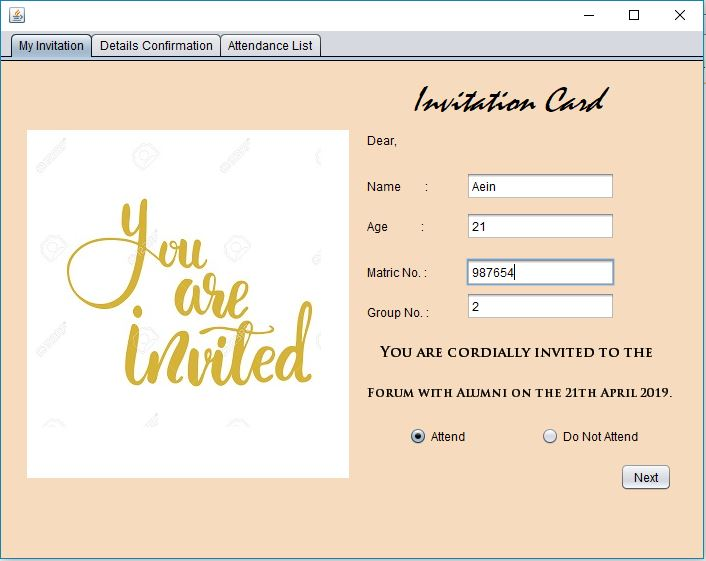 My Invitation Details Confirmation Attendance List
Invitation Card
Dear,
Name :
Aein
Age :
21
Matric No. :
987654
Group No. :
2
You are
invited
You are cordially invited to the
Forum with Alumni on the 21th April 2019.
Attend Do Not Attend
Next